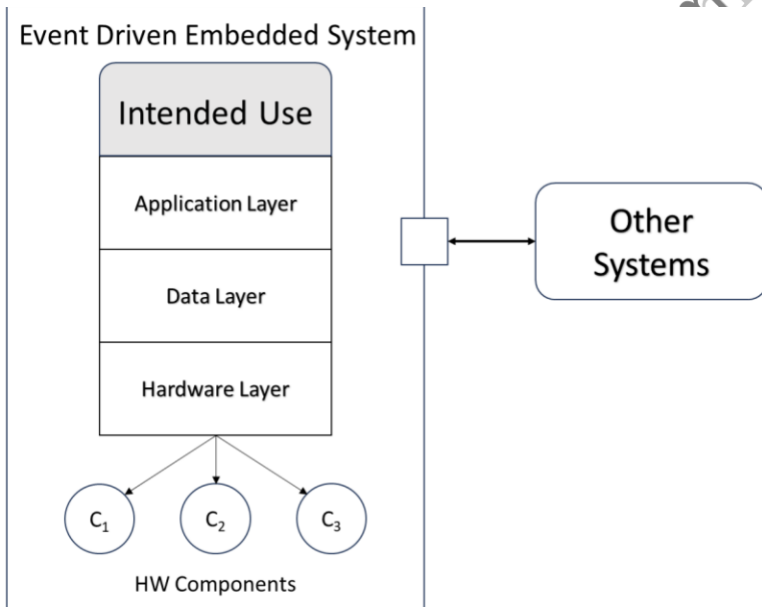 Event Driven Embedded System
Intended Use
Application Layer
Data Layer
Hardware Layer
Other
Systems
C₁
C₂
C₃
HW Components